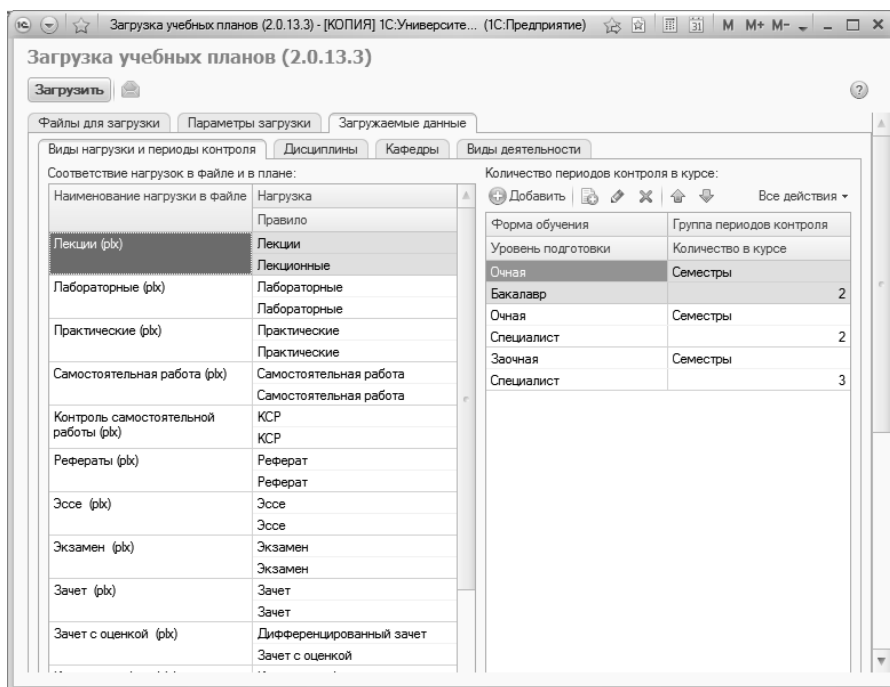 Загрузка учебных планов (2.0.13.3) - [КОПИЯ] 1С:Университе... (1С:Предприятие)
31 M M+ M-
Загрузка учебных планов (2.0.13.3)
Загрузить
Файлы для загрузки Параметры загрузки Загружаемые данные
Виды нагрузки и периоды контроля Дисциплины Кафедры Виды деятельности
Соответствие нагрузок в файле и в плане:
Наименование нагрузки в файле Нагрузка
Правило
Лекции (plx) Лекции
Лекционные
Лабораторные (plx) Лабораторные
Лабораторные
Практические (plx) Практические
Практические
Самостоятельная работа (plx) Самостоятельная работа
Самостоятельная работа
Контроль самостоятельной КСР
работы (plx) КСР
Рефераты (plx) Реферат
Реферат
Эссе (plx) Эссе
Эссе
Экзамен (plx) Экзамен
Экзамен
Зачет (plx) Зачет
Зачет
Зачет с оценкой (plx) Дифференцированный зачет
Зачет с оценкой
Количество периодов контроля в курсе:
Добавить Все действия
Форма обучения Группа периодов контроля
Уровень подготовки Количество в курсе
Очная Семестры
Бакалавр 2
Очная Семестры
Специалист 2
Заочная Семестры
Специалист 3